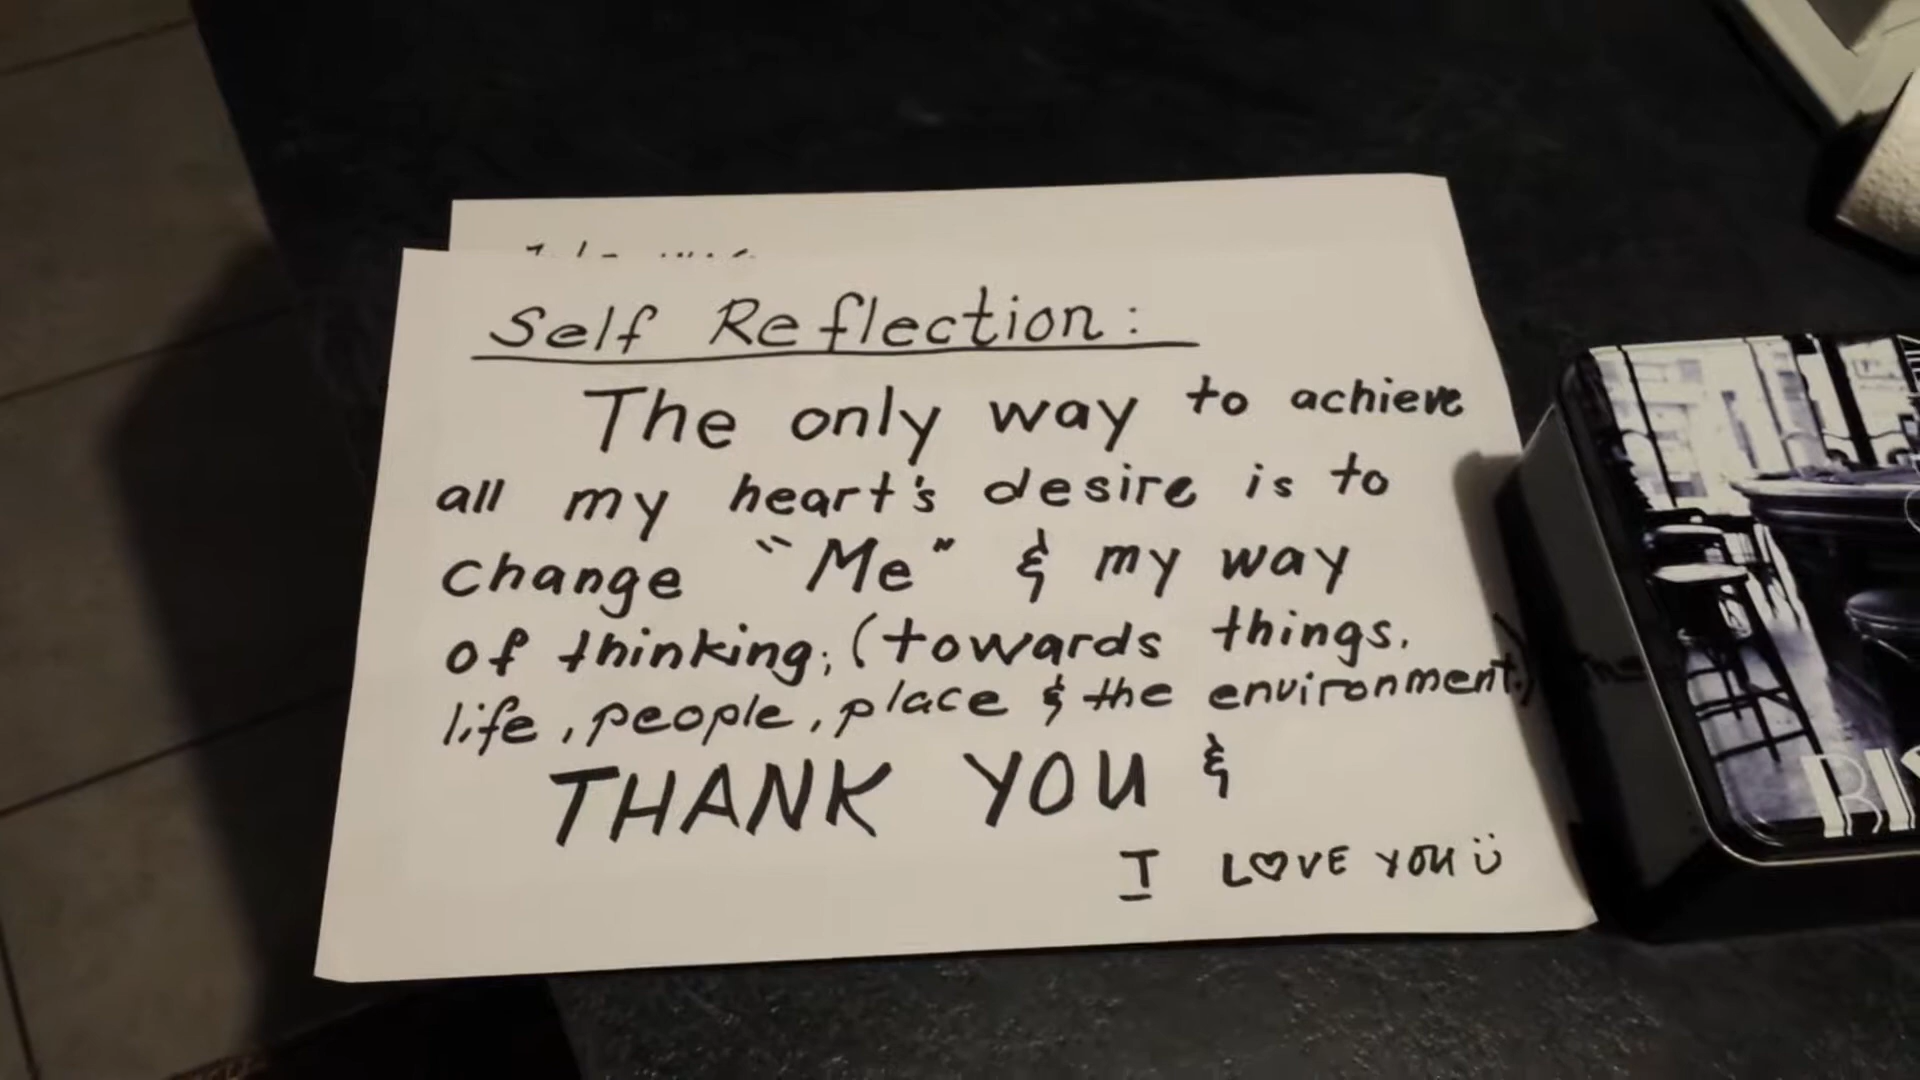 Self Reflection:
The only way to achieve
all my heart's desire is to
change "Me" & my way
of thinking; (towards things,
life, people, place & the environment.)
THANK YOU &
I L♡VE YOU ü